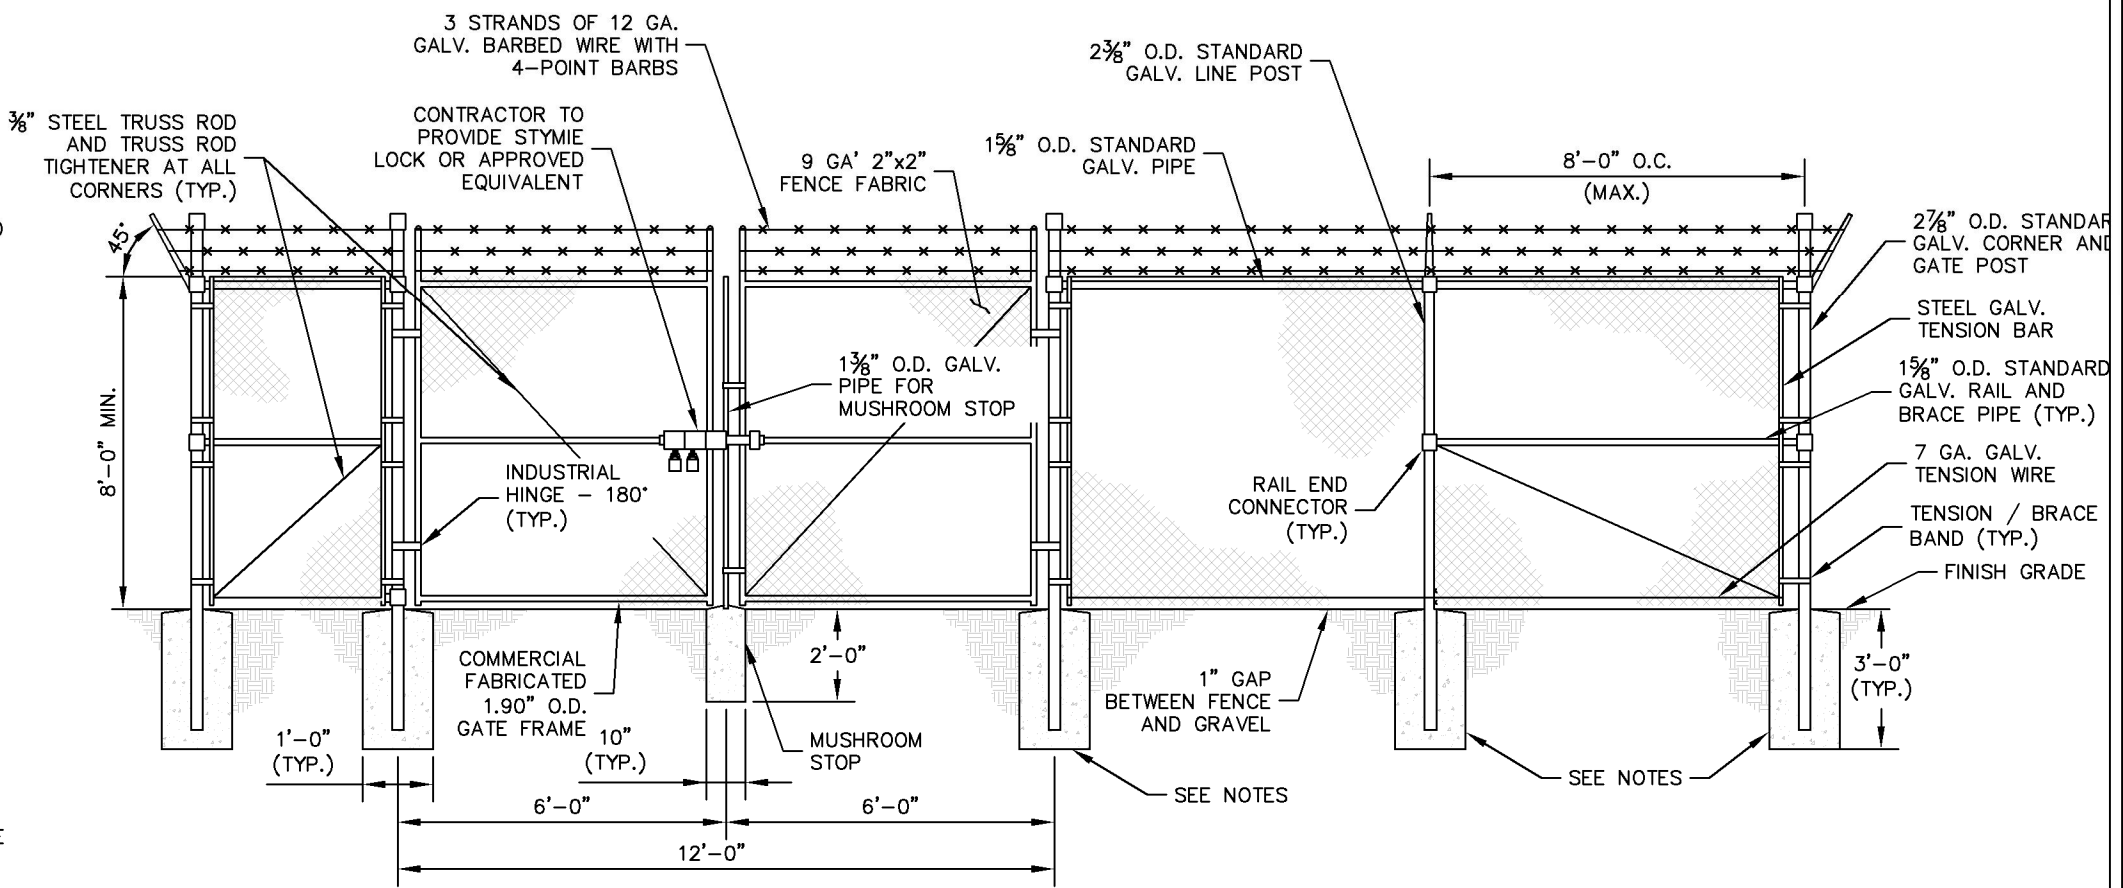 3 STRANDS OF 12 GA.
GALV. BARBED WIRE WITH
4-POINT BARBS
2⅜" O.D. STANDARD
GALV. LINE POST
⅜" STEEL TRUSS ROD
AND TRUSS ROD
TIGHTENER AT ALL
CORNERS (TYP.)
CONTRACTOR TO
PROVIDE STYMIE
LOCK OR APPROVED
EQUIVALENT
9 GA' 2"x2"
FENCE FABRIC
1⅝" O.D. STANDARD
GALV. PIPE
8'-0" O.C.
(MAX.)
45°
2⅞" O.D. STANDAR
GALV. CORNER AND
GATE POST
STEEL GALV.
TENSION BAR
1⅝" O.D. STANDARD
GALV. RAIL AND
BRACE PIPE (TYP.)
7 GA. GALV.
TENSION WIRE
TENSION / BRACE
BAND (TYP.)
FINISH GRADE
8'-0" MIN.
1⅜" O.D. GALV.
PIPE FOR
MUSHROOM STOP
INDUSTRIAL
HINGE - 180°
(TYP.)
RAIL END
CONNECTOR
(TYP.)
COMMERCIAL
FABRICATED
1.90" O.D.
GATE FRAME
2'-0"
1" GAP
BETWEEN FENCE
AND GRAVEL
3'-0"
(TYP.)
1'-0"
(TYP.)
10"
(TYP.)
MUSHROOM
STOP
SEE NOTES
SEE NOTES
6'-0"
6'-0"
12'-0"